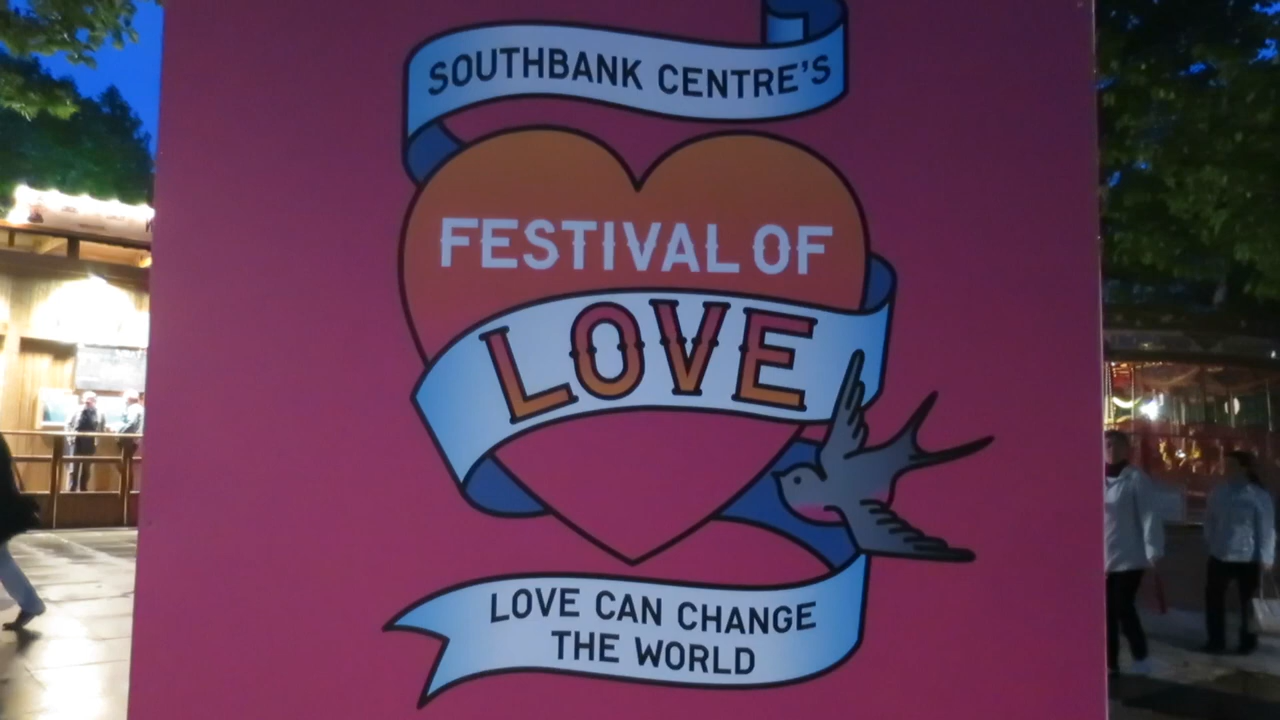 SOUTHBANK CENTRE'S
FESTIVAL OF
LOVE
LOVE CAN CHANGE
THE WORLD